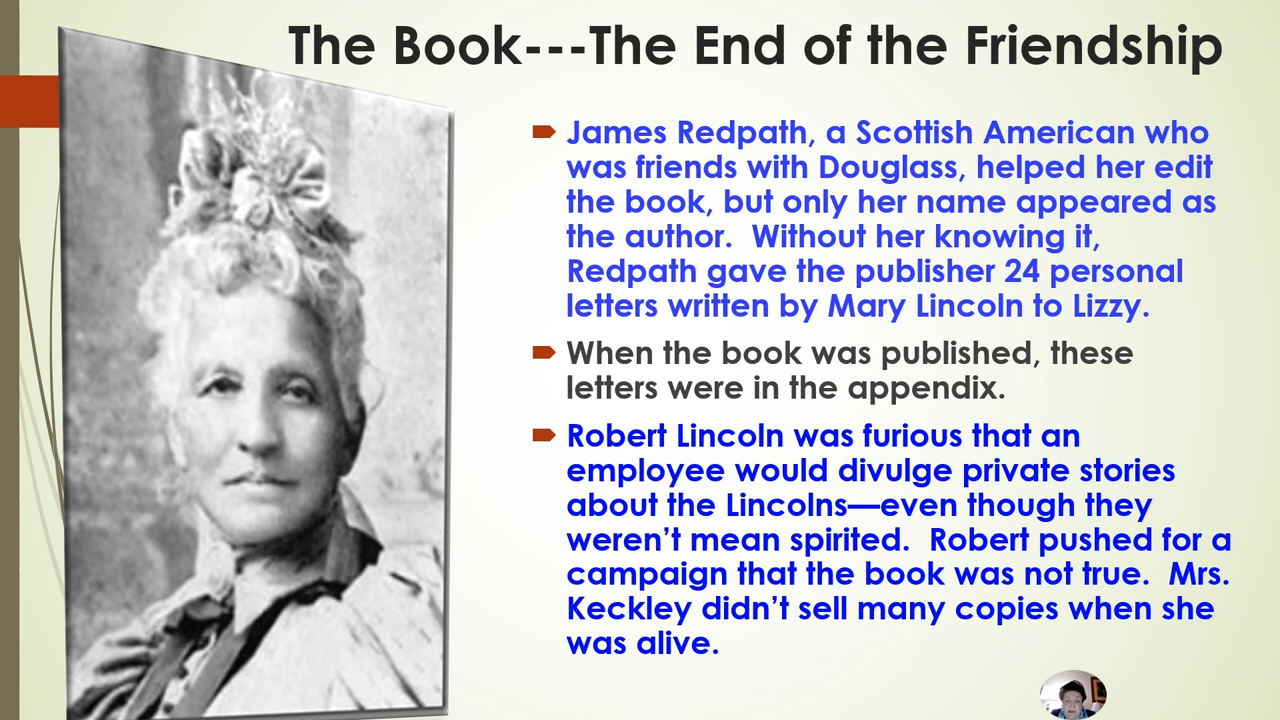 The Book---The End of the Friendship
James Redpath, a Scottish American who
was friends with Douglass, helped her edit
the book, but only her name appeared as
the author.  Without her knowing it,
Redpath gave the publisher 24 personal
letters written by Mary Lincoln to Lizzy.
When the book was published, these
letters were in the appendix.
Robert Lincoln was furious that an
employee would divulge private stories
about the Lincolns—even though they
weren’t mean spirited.  Robert pushed for a
campaign that the book was not true.  Mrs.
Keckley didn’t sell many copies when she
was alive.